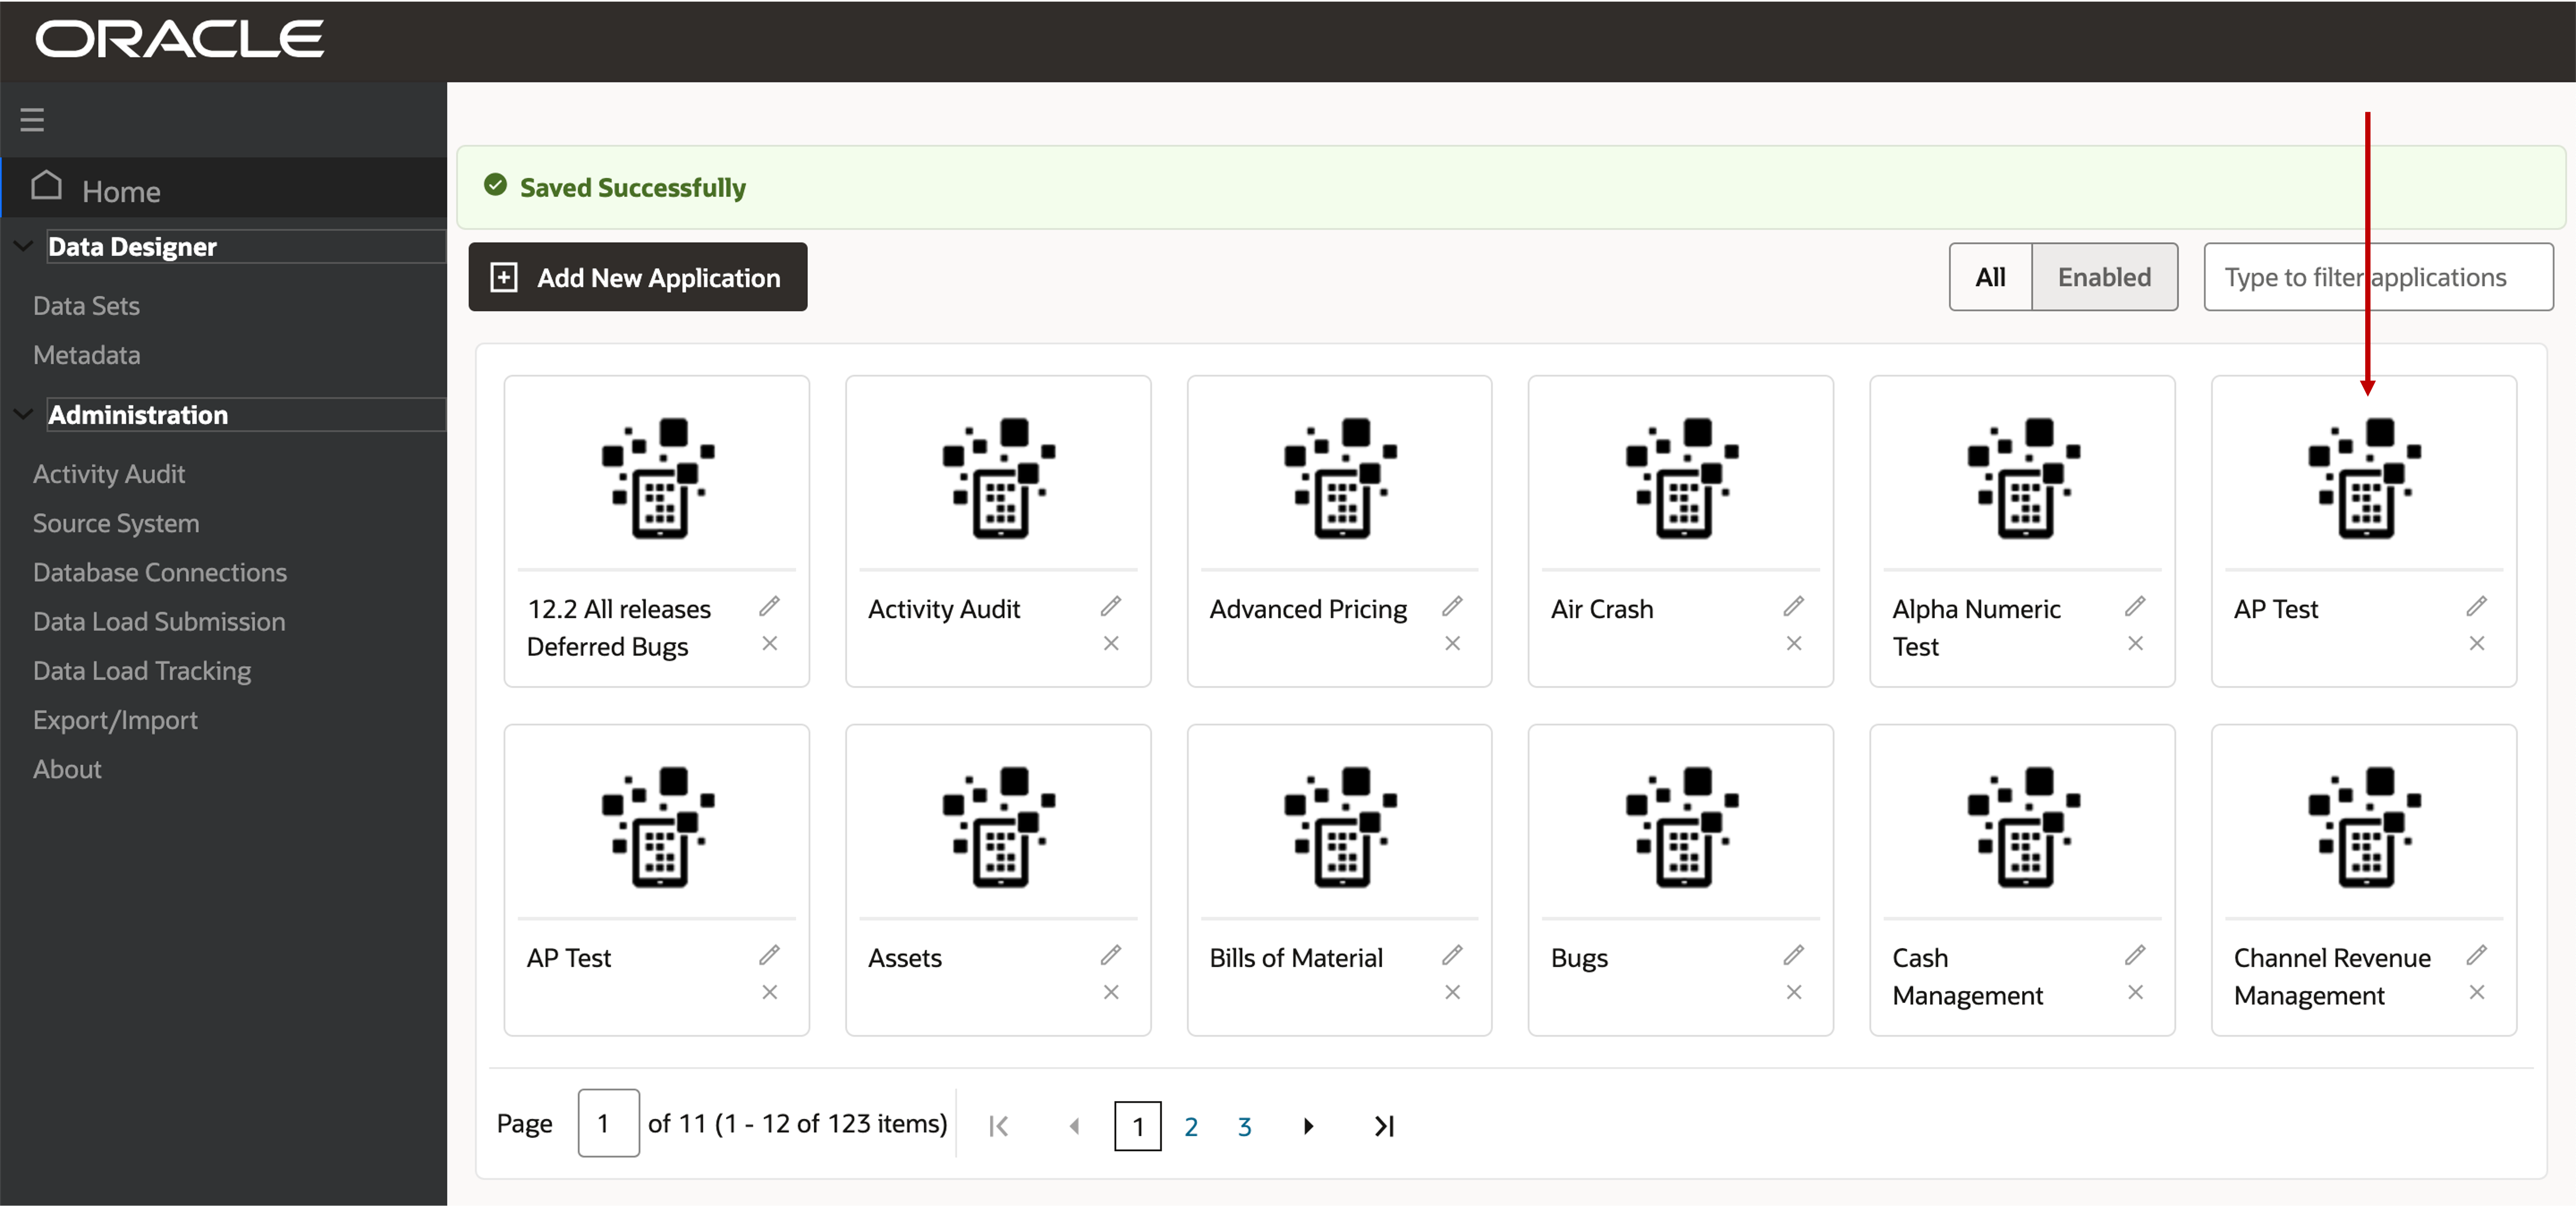 ORACLE
Home
Data Designer
Data Sets
Metadata
Administration
Activity Audit
Source System
Database Connections
Data Load Submission
Data Load Tracking
Export/Import
About
Saved Successfully
Add New Application
All Enabled Type to filter applications
12.2 All releases
Deferred Bugs
Activity Audit
Advanced Pricing
Air Crash
Alpha Numeric
Test
AP Test
AP Test
Assets
Bills of Material
Bugs
Cash
Management
Channel Revenue
Management
Page 1 of 11 (1 - 12 of 123 items) 1 2 3